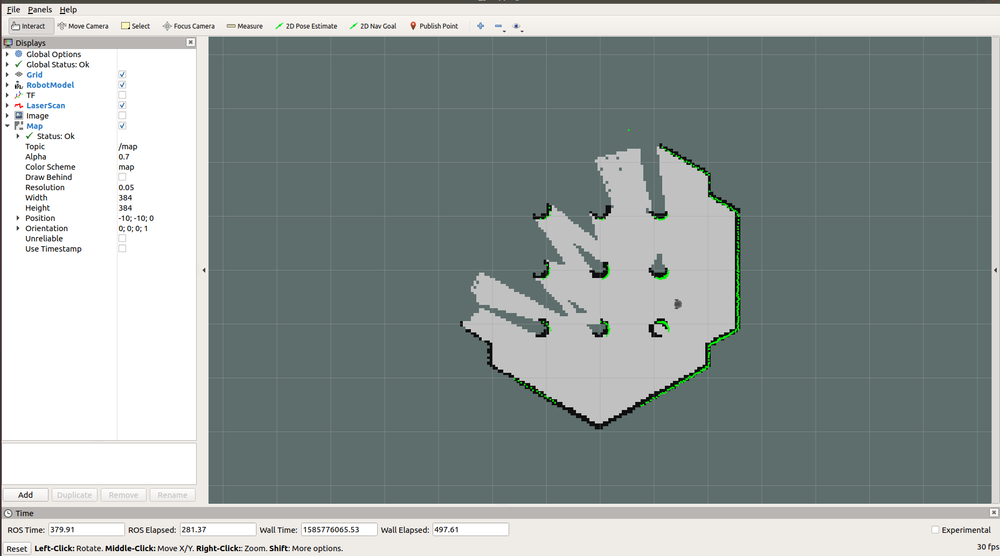 File Panels Help
Interact Move Camera Select Focus Camera Measure 2D Pose Estimate 2D Nav Goal Publish Point
Displays
Global Options
Global Status: Ok
Grid
RobotModel
TF
LaserScan
Image
Map
Status: Ok
Topic /map
Alpha 0.7
Color Scheme map
Draw Behind
Resolution 0.05
Width 384
Height 384
Position -10; -10; 0
Orientation 0; 0; 0; 1
Unreliable
Use Timestamp
Add Duplicate Remove Rename
Time
ROS Time: 379.91 ROS Elapsed: 281.37 Wall Time: 1585776065.53 Wall Elapsed: 497.61 Experimental
Reset Left-Click: Rotate. Middle-Click: Move X/Y. Right-Click:: Zoom. Shift: More options. 30 fps